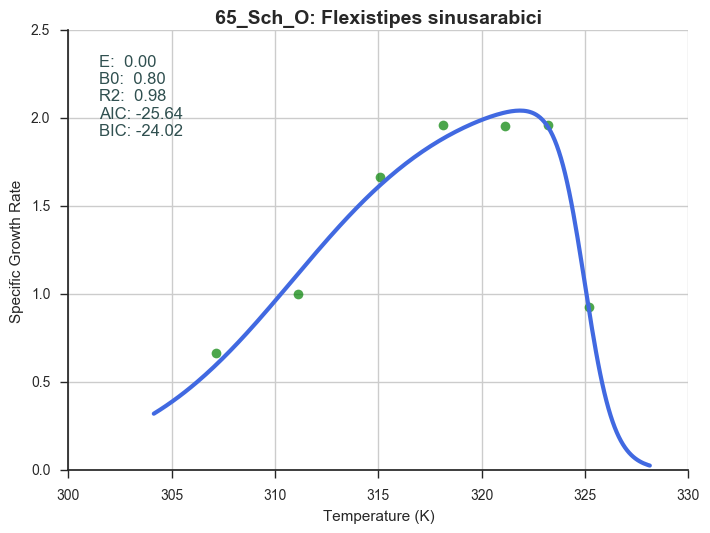 65_Sch_O: Flexistipes sinusarabici
E:  0.00
B0:  0.80
R2:  0.98
AIC: -25.64
BIC: -24.02
2.5
2.0
1.5
1.0
0.5
0.0
Specific Growth Rate
300 305 310 315 320 325 330
Temperature (K)